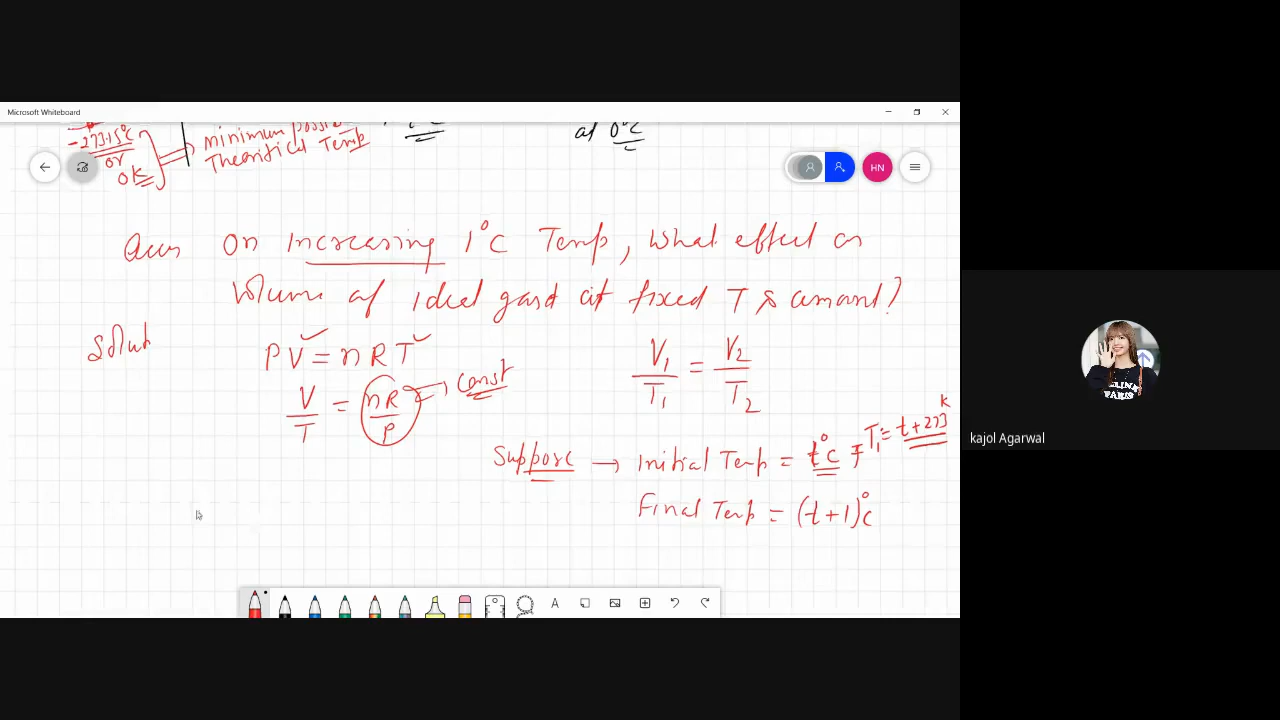 Microsoft Whiteboard
-273.15°C
or
0K
minimum possi
Theoritical Temp
at 0°C
HN
Ques On increasing 1°C Temp, What effect on
Volume of ideal gasd at fixed T & amount?
Solut
PV = nRT
V/T = nR/P
Const
V1/T1 = V2/T2
Suppose → Initial Temp = t°C
T1 = t+273 K
Final Temp = (t+1)°C
kajol Agarwal